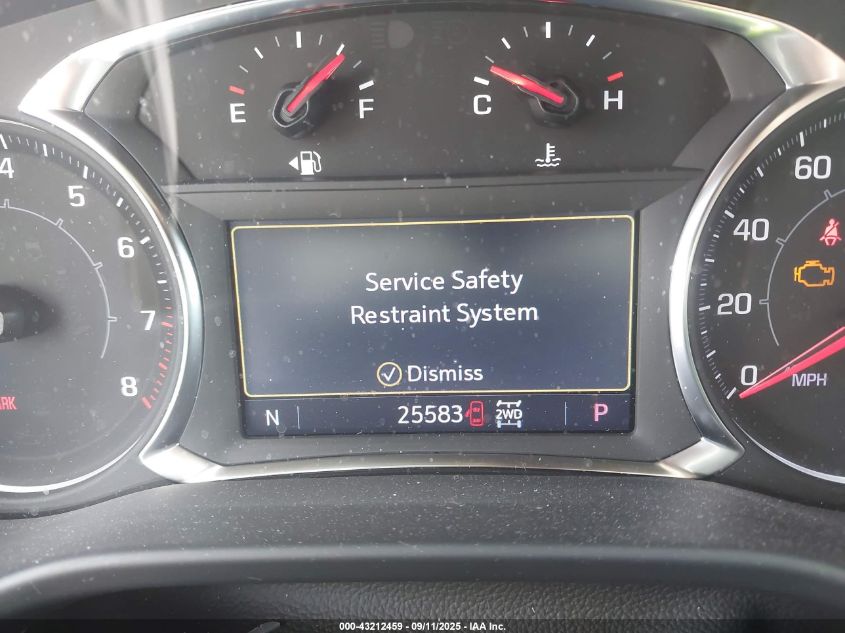 E F C H
4 5 6 7 8
60 40 20 0
MPH
Service Safety
Restraint System
Dismiss
N 25583 2WD P
000-43212459 - 09/11/2025 - IAA Inc.